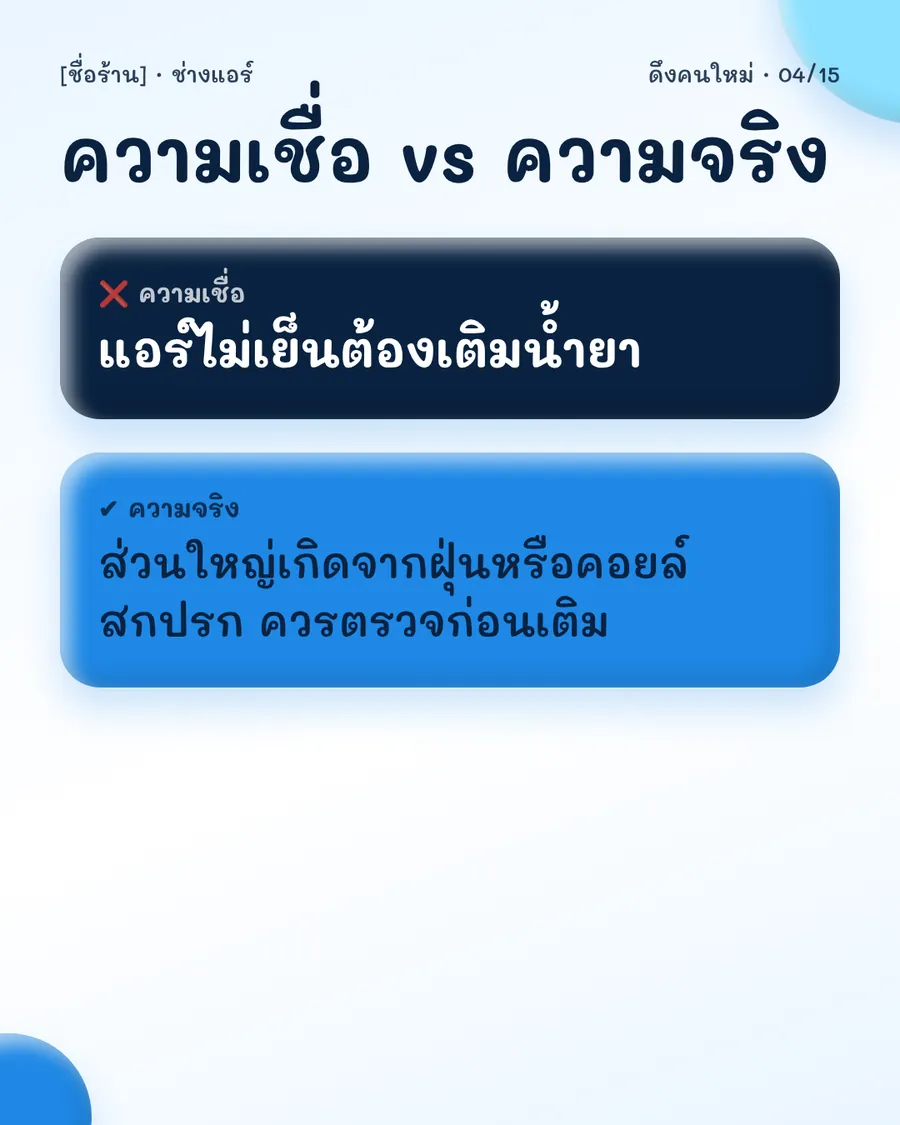 [ชื่อร้าน] · ช่างแอร์
ดึงคนใหม่ · 04/15
ความเชื่อ vs ความจริง
❌ ความเชื่อ
แอร์ไม่เย็นต้องเติมน้ำยา
✔ ความจริง
ส่วนใหญ่เกิดจากฝุ่นหรือคอยล์
สกปรก ควรตรวจก่อนเติม